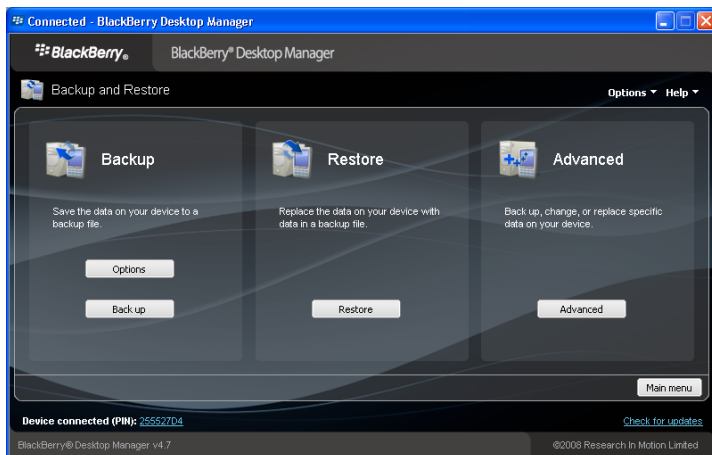 Connected - BlackBerry Desktop Manager
BlackBerry® BlackBerry® Desktop Manager
Backup and Restore
Options Help
Backup
Save the data on your device to a
backup file.
Options
Back up
Restore
Replace the data on your device with
data in a backup file.
Restore
Advanced
Back up, change, or replace specific
data on your device.
Advanced
Main menu
Device connected (PIN): 255527D4
Check for updates
BlackBerry® Desktop Manager v4.7
©2008 Research In Motion Limited